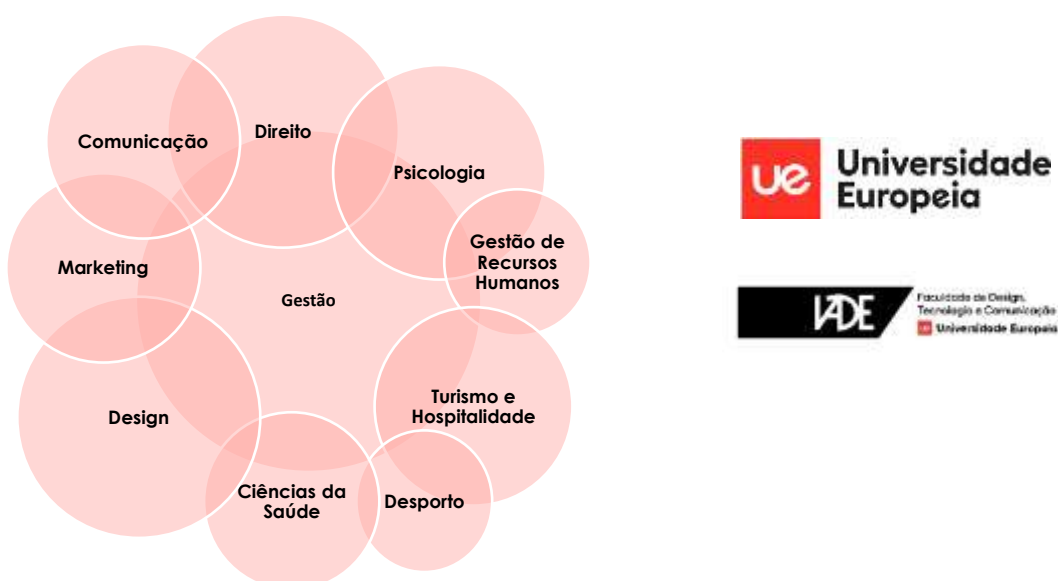 Comunicação
Direito
Psicologia
Gestão de
Recursos
Humanos
Marketing
Gestão
Turismo e
Hospitalidade
Design
Ciências da
Saúde
Desporto
ue
Universidade
Europeia
IADE
Faculdade de Design,
Tecnologia e Comunicação
ue Universidade Europeia